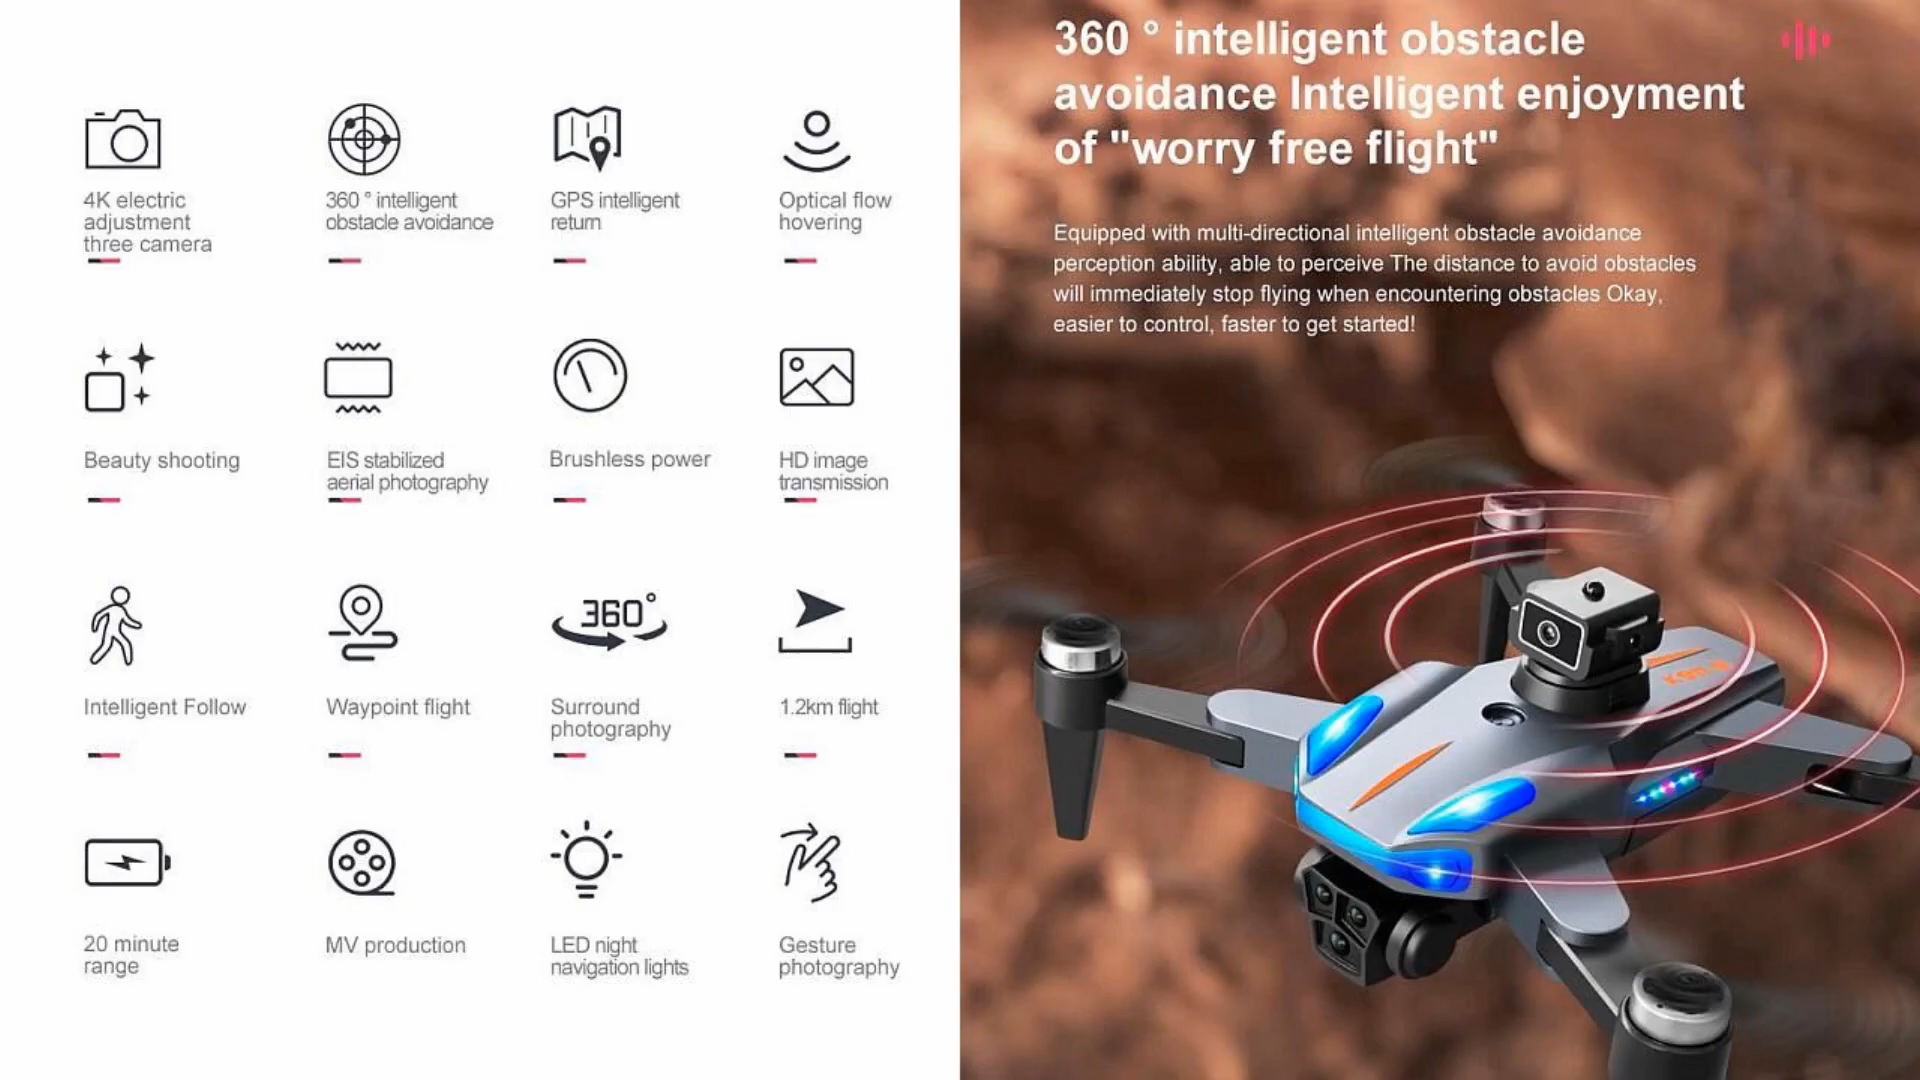 4K electric
adjustment
three camera
360 ° intelligent
obstacle avoidance
GPS intelligent
return
Optical flow
hovering
Beauty shooting
EIS stabilized
aerial photography
Brushless power
HD image
transmission
Intelligent Follow
Waypoint flight
360°
Surround
photography
1.2km flight
20 minute
range
MV production
LED night
navigation lights
Gesture
photography
360 ° intelligent obstacle
avoidance Intelligent enjoyment
of "worry free flight"
Equipped with multi-directional intelligent obstacle avoidance
perception ability, able to perceive The distance to avoid obstacles
will immediately stop flying when encountering obstacles Okay,
easier to control, faster to get started!